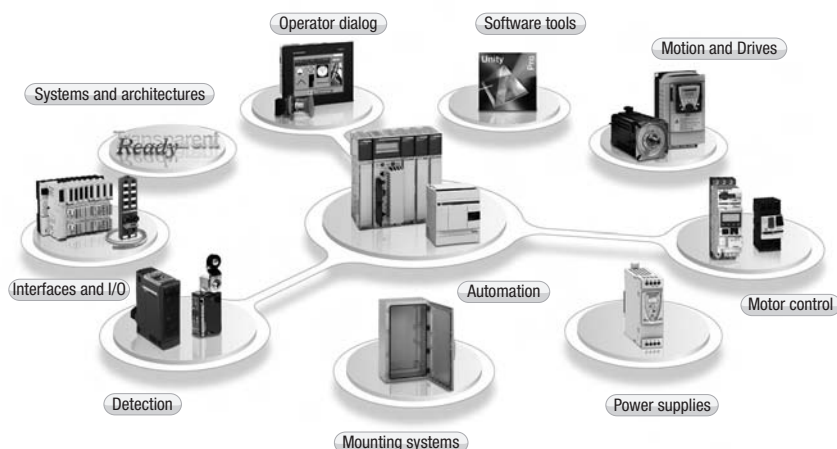 Operator dialog
Software tools
Motion and Drives
Systems and architectures
Unity
Pro
Transparent
Ready
Interfaces and I/O
Automation
Motor control
Detection
Power supplies
Mounting systems